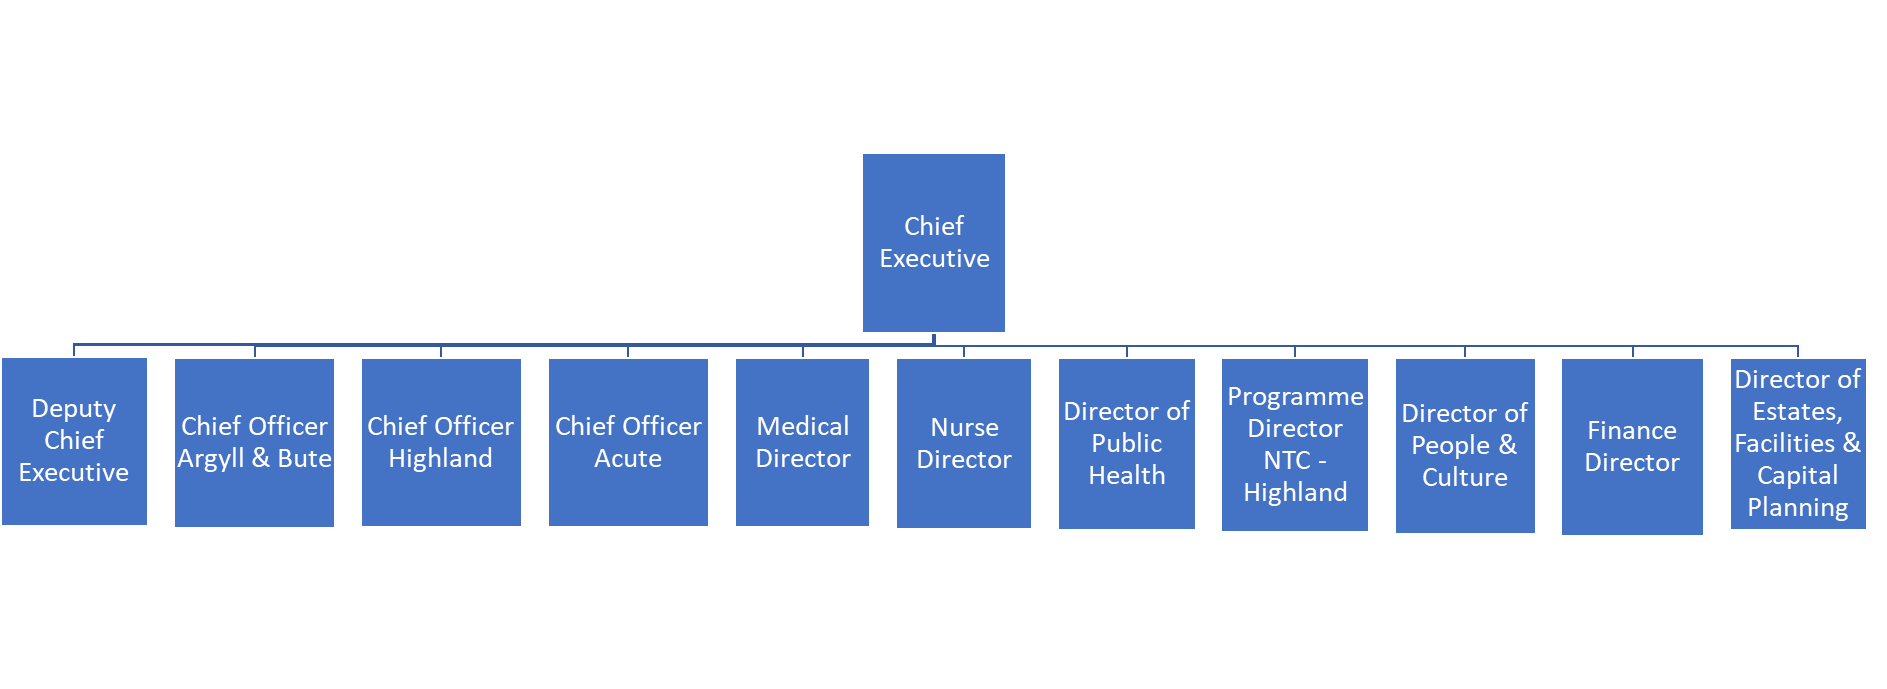 Chief
Executive
Deputy
Chief
Executive
Chief Officer
Argyll & Bute
Chief Officer
Highland
Chief Officer
Acute
Medical
Director
Nurse
Director
Director of
Public
Health
Programme
Director
NTC -
Highland
Director of
People &
Culture
Finance
Director
Director of
Estates,
Facilities &
Capital
Planning